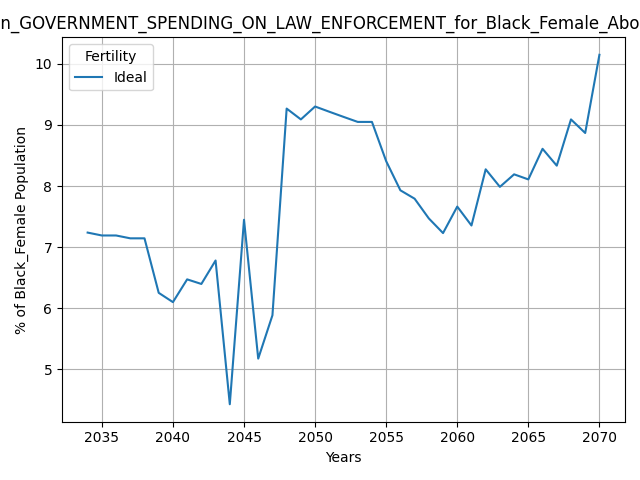 n_GOVERNMENT_SPENDING_ON_LAW_ENFORCEMENT_for_Black_Female_Abo
Fertility
Ideal
% of Black_Female Population
10
9
8
7
6
5
2035 2040 2045 2050 2055 2060 2065 2070
Years